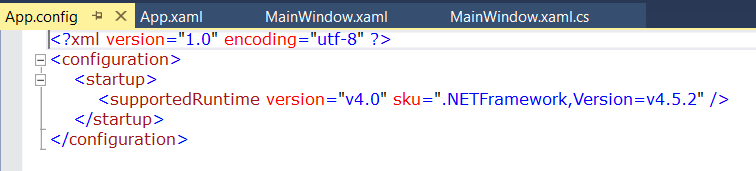 App.config App.xaml MainWindow.xaml MainWindow.xaml.cs
<?xml version="1.0" encoding="utf-8" ?>
<configuration>
<startup>
<supportedRuntime version="v4.0" sku=".NETFramework,Version=v4.5.2" />
</startup>
</configuration>